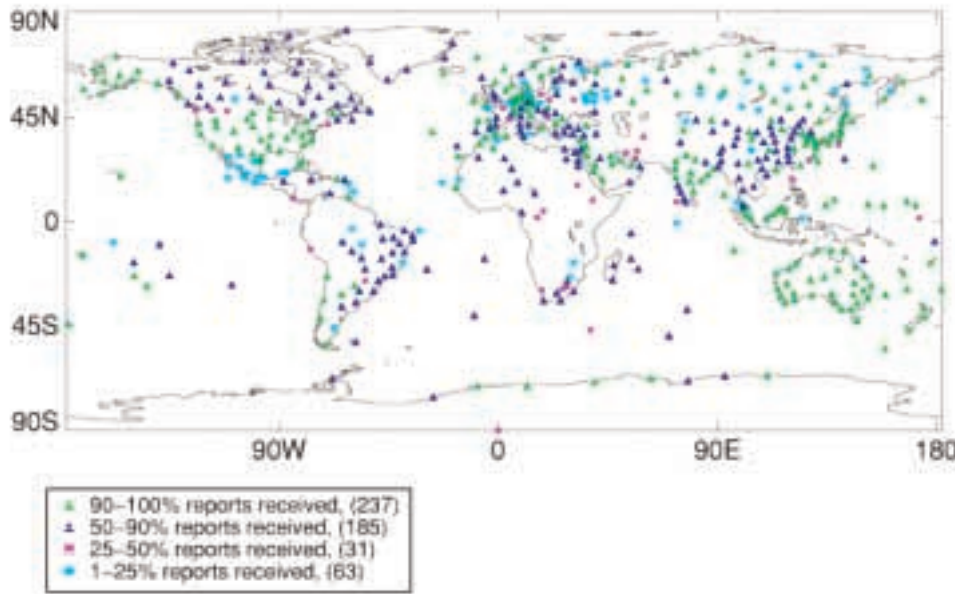 90N
45N
0
45S
90S
90W 0 90E 180
90–100% reports received, (237)
50–90% reports received, (185)
25–50% reports received, (31)
1–25% reports received, (63)